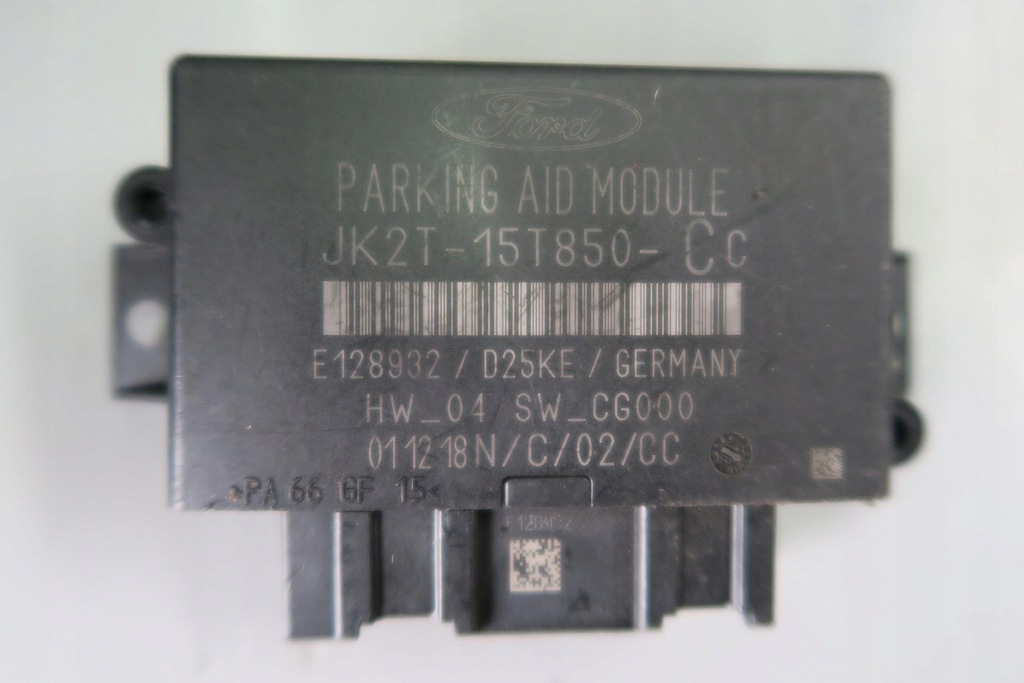 Ford
PARKING AID MODULE
JK2T-15T850-CC
E128932 / D25KE / GERMANY
HW_04 SW_CG000
011218N/C/02/CC
>PA 66 GF 15<